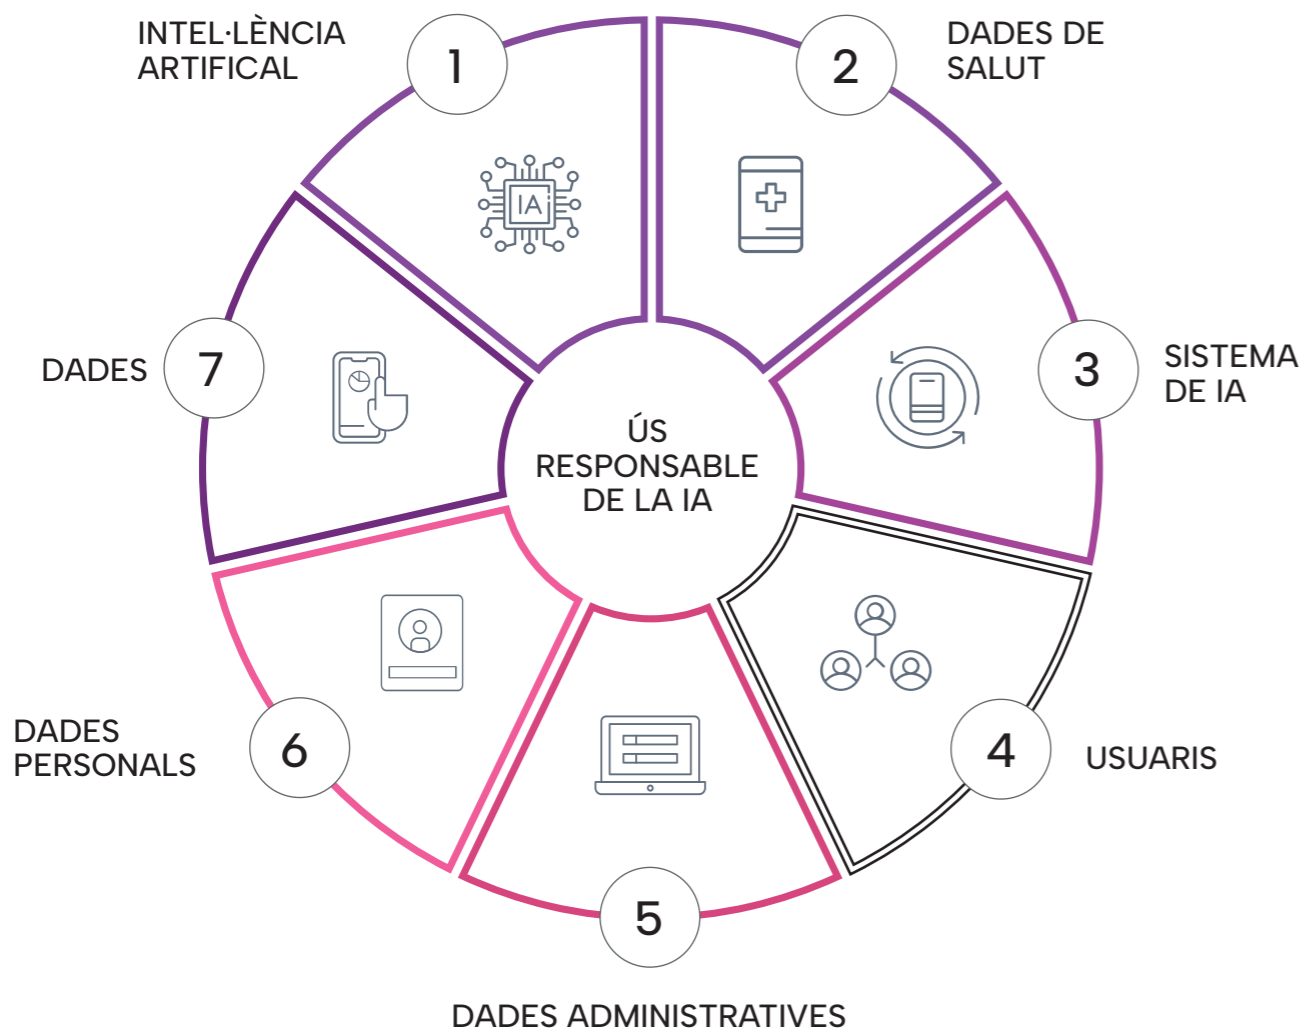 INTEL·LÈNCIA
ARTIFICAL
1
IA
2
DADES DE
SALUT
3
SISTEMA
DE IA
4
USUARIS
5
DADES ADMINISTRATIVES
6
DADES
PERSONALS
7
DADES
ÚS
RESPONSABLE
DE LA IA